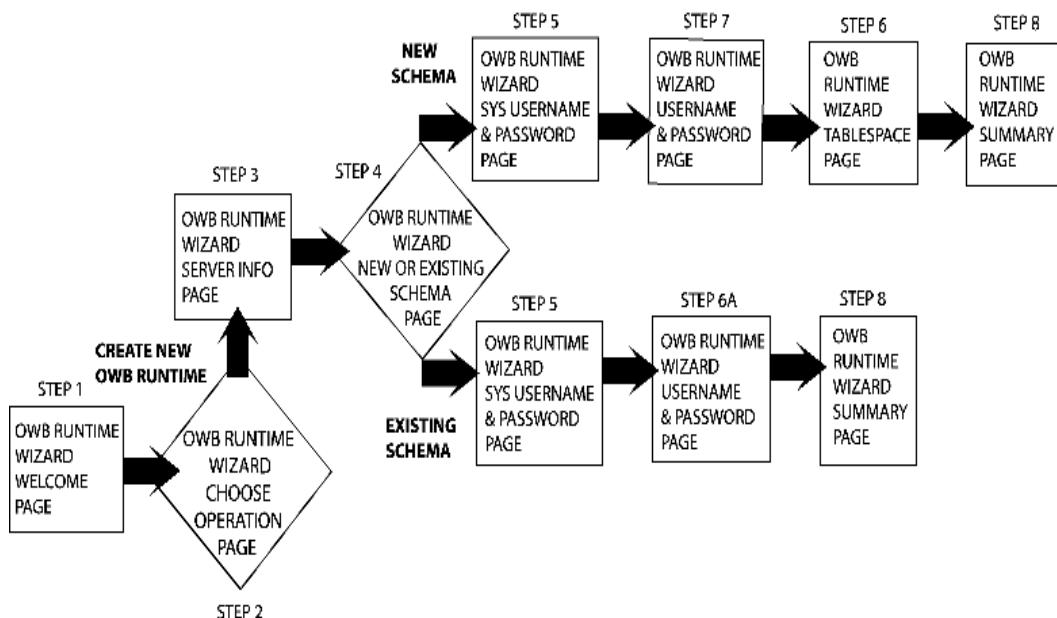 STEP 1
OWB RUNTIME
WIZARD
WELCOME
PAGE
OWB RUNTIME
WIZARD
CHOOSE
OPERATION
PAGE
STEP 2
CREATE NEW
OWB RUNTIME
STEP 3
OWB RUNTIME
WIZARD
SERVER INFO
PAGE
STEP 4
OWB RUNTIME
WIZARD
NEW OR EXISTING
SCHEMA
PAGE
NEW
SCHEMA
STEP 5
OWB RUNTIME
WIZARD
SYS USERNAME
& PASSWORD
PAGE
STEP 7
OWB RUNTIME
WIZARD
USERNAME
& PASSWORD
PAGE
STEP 6
OWB
RUNTIME
WIZARD
TABLESPACE
PAGE
STEP 8
OWB
RUNTIME
WIZARD
SUMMARY
PAGE
EXISTING
SCHEMA
STEP 5
OWB RUNTIME
WIZARD
SYS USERNAME
& PASSWORD
PAGE
STEP 6A
OWB RUNTIME
WIZARD
USERNAME
& PASSWORD
PAGE
STEP 8
OWB
RUNTIME
WIZARD
SUMMARY
PAGE